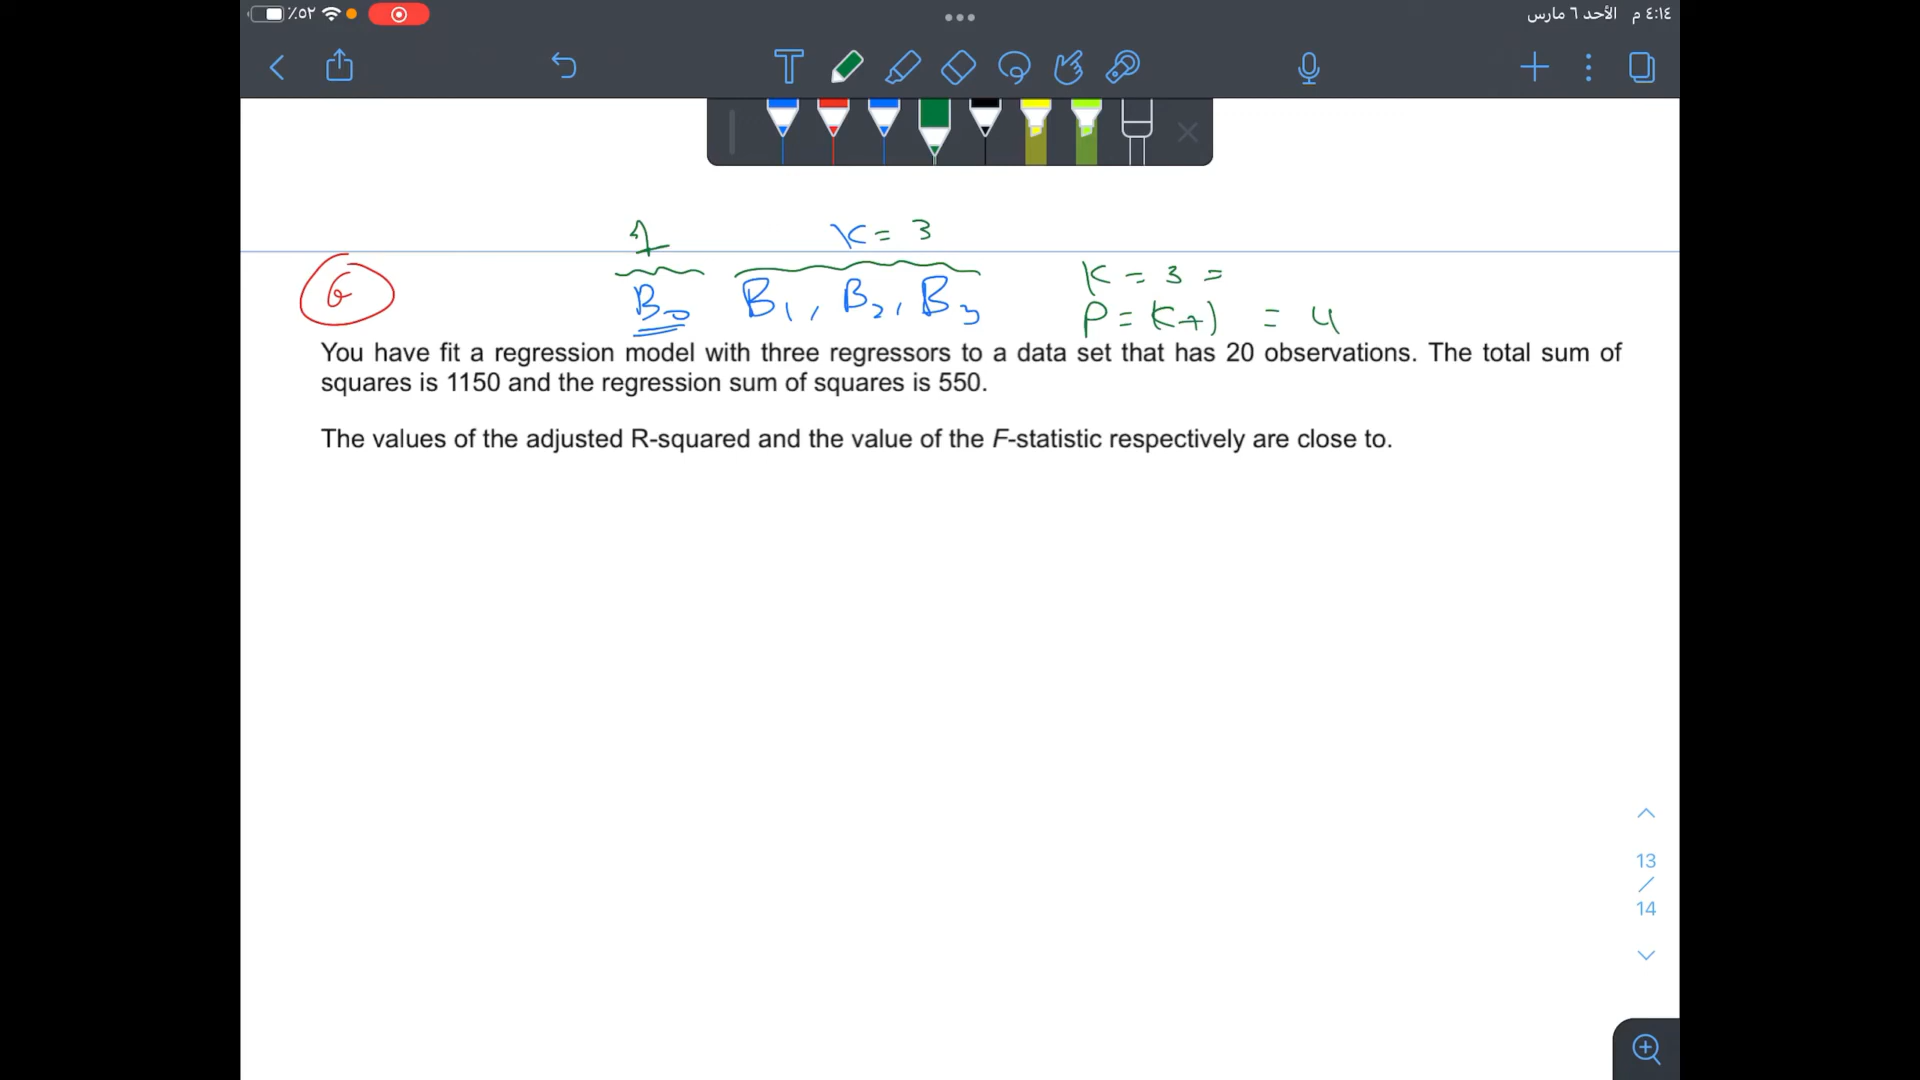 ٪٥٢
٤:١٤ م الأحد ٦ مارس
1 K = 3
6
B0 B1, B2, B3
K = 3 =
P = K+1 = 4
You have fit a regression model with three regressors to a data set that has 20 observations. The total sum of
squares is 1150 and the regression sum of squares is 550.
The values of the adjusted R-squared and the value of the F-statistic respectively are close to.
13
/
14